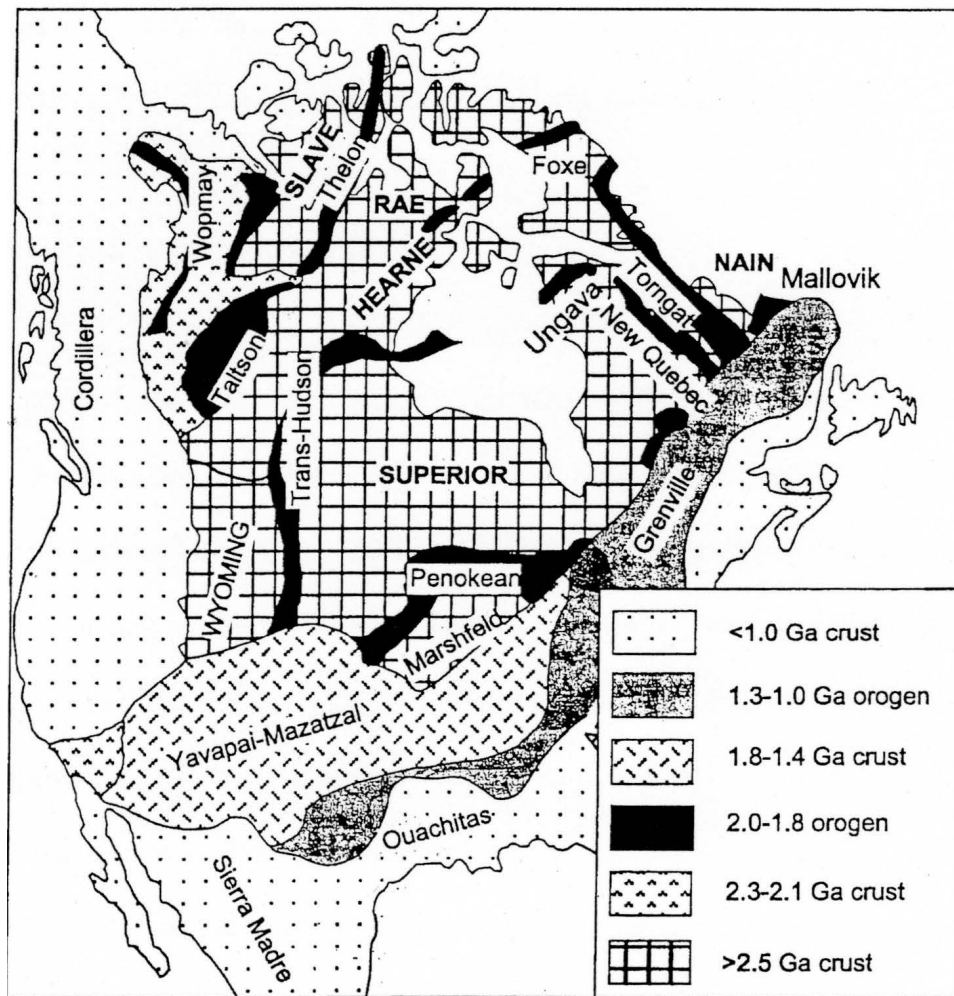 SLAVE
Thelon
Foxe
RAE
Wopmay
HEARNE
NAIN
Mallovik
Torngat
Ungava
New Quebec
Cordillera
Taltson
Trans-Hudson
SUPERIOR
Grenville
WYOMING
Penokean
Marshfeld
Yavapai-Mazatzal
Ouachitas
Sierra Madre
<1.0 Ga crust
1.3-1.0 Ga orogen
1.8-1.4 Ga crust
2.0-1.8 orogen
2.3-2.1 Ga crust
>2.5 Ga crust